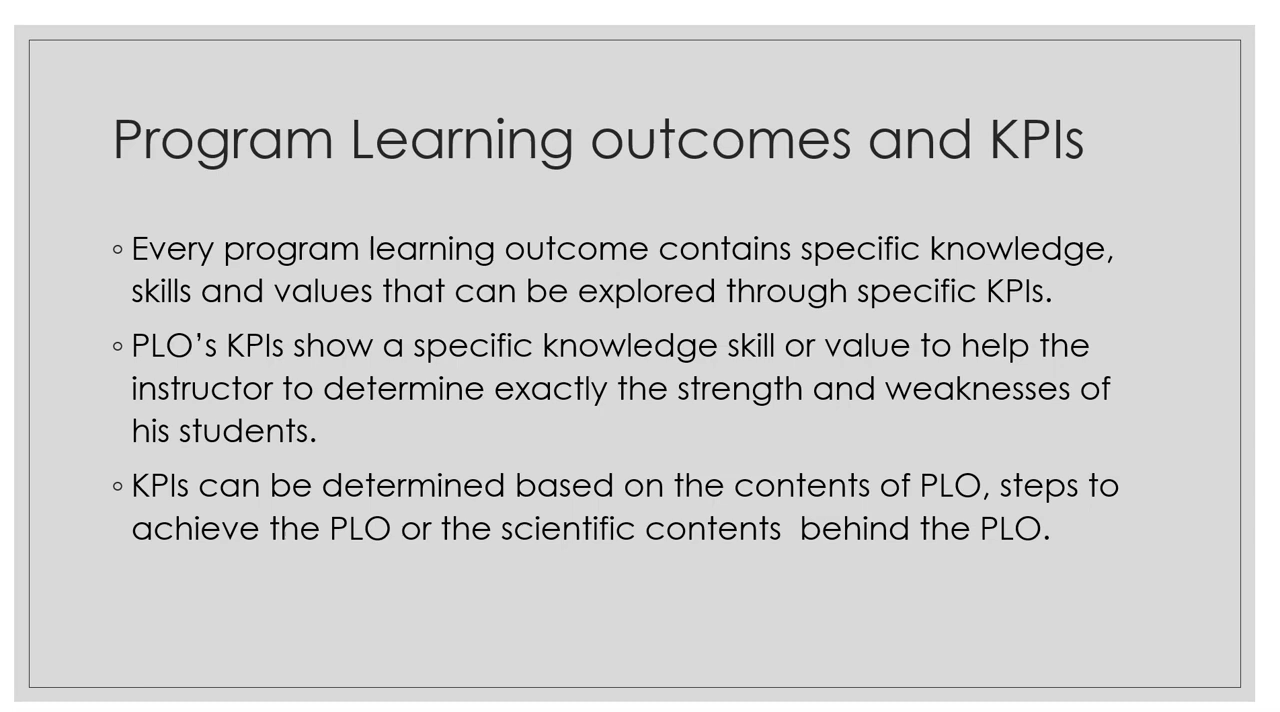 Program Learning outcomes and KPIs
◦ Every program learning outcome contains specific knowledge,
skills and values that can be explored through specific KPIs.
◦ PLO’s KPIs show a specific knowledge skill or value to help the
instructor to determine exactly the strength and weaknesses of
his students.
◦ KPIs can be determined based on the contents of PLO, steps to
achieve the PLO or the scientific contents  behind the PLO.